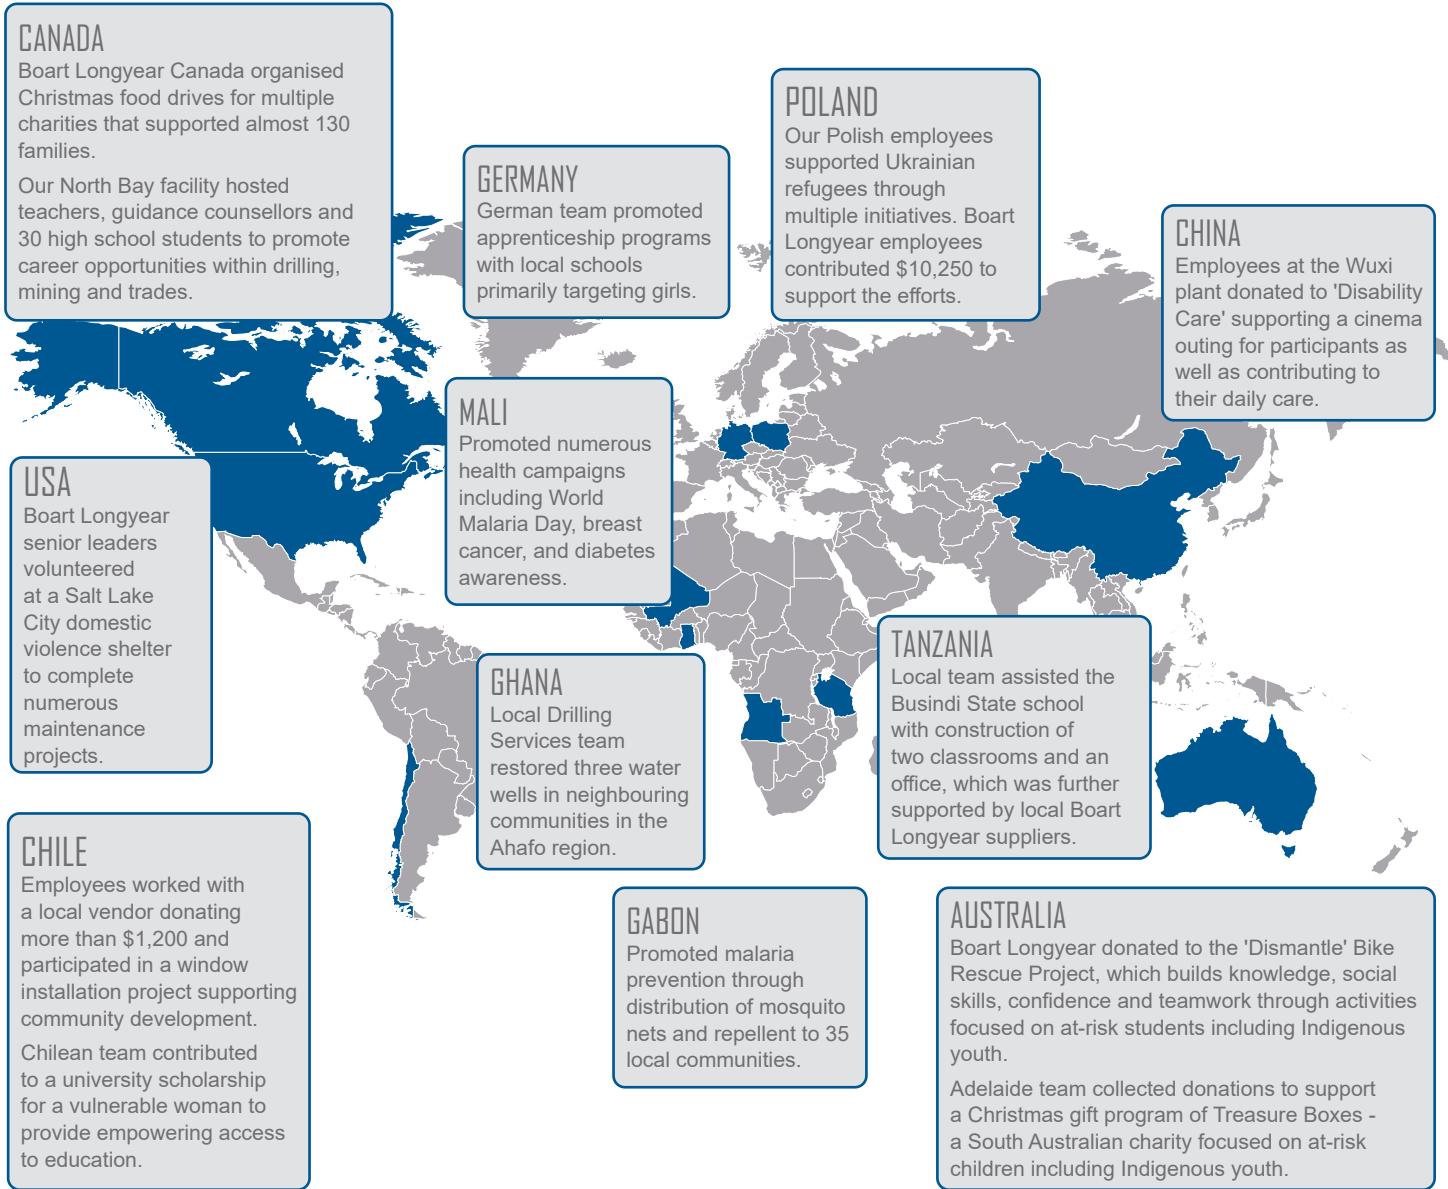 CANADA
Boart Longyear Canada organised
Christmas food drives for multiple
charities that supported almost 130
families.
Our North Bay facility hosted
teachers, guidance counsellors and
30 high school students to promote
career opportunities within drilling,
mining and trades.
GERMANY
German team promoted
apprenticeship programs
with local schools
primarily targeting girls.
POLAND
Our Polish employees
supported Ukrainian
refugees through
multiple initiatives. Boart
Longyear employees
contributed $10,250 to
support the efforts.
CHINA
Employees at the Wuxi
plant donated to 'Disability
Care' supporting a cinema
outing for participants as
well as contributing to
their daily care.
MALI
Promoted numerous
health campaigns
including World
Malaria Day, breast
cancer, and diabetes
awareness.
USA
Boart Longyear
senior leaders
volunteered
at a Salt Lake
City domestic
violence shelter
to complete
numerous
maintenance
projects.
GHANA
Local Drilling
Services team
restored three water
wells in neighbouring
communities in the
Ahafo region.
TANZANIA
Local team assisted the
Busindi State school
with construction of
two classrooms and an
office, which was further
supported by local Boart
Longyear suppliers.
CHILE
Employees worked with
a local vendor donating
more than $1,200 and
participated in a window
installation project supporting
community development.
Chilean team contributed
to a university scholarship
for a vulnerable woman to
provide empowering access
to education.
GABON
Promoted malaria
prevention through
distribution of mosquito
nets and repellent to 35
local communities.
AUSTRALIA
Boart Longyear donated to the 'Dismantle' Bike
Rescue Project, which builds knowledge, social
skills, confidence and teamwork through activities
focused on at-risk students including Indigenous
youth.
Adelaide team collected donations to support
a Christmas gift program of Treasure Boxes -
a South Australian charity focused on at-risk
children including Indigenous youth.